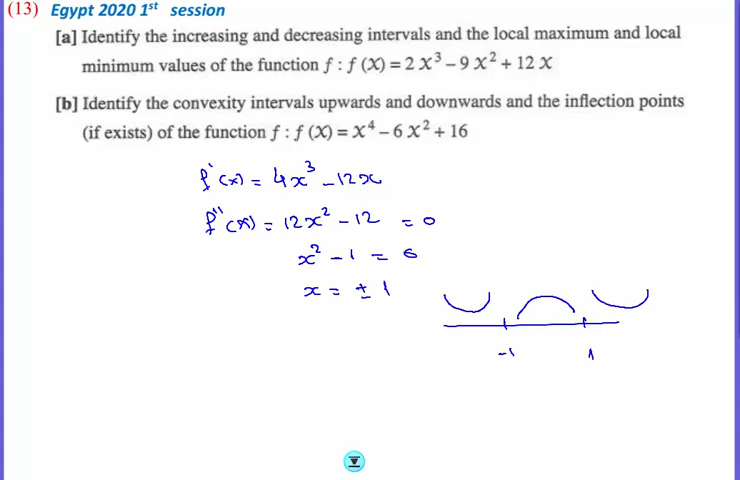 (13) Egypt 2020 1st session
[a] Identify the increasing and decreasing intervals and the local maximum and local
minimum values of the function f : f (X) = 2 X³ – 9 X² + 12 X
[b] Identify the convexity intervals upwards and downwards and the inflection points
(if exists) of the function f : f (X) = X⁴ – 6 X² + 16
f'(x) = 4x³ - 12x
f''(x) = 12x² - 12 = 0
x² - 1 = 0
x = ± 1
-1 1